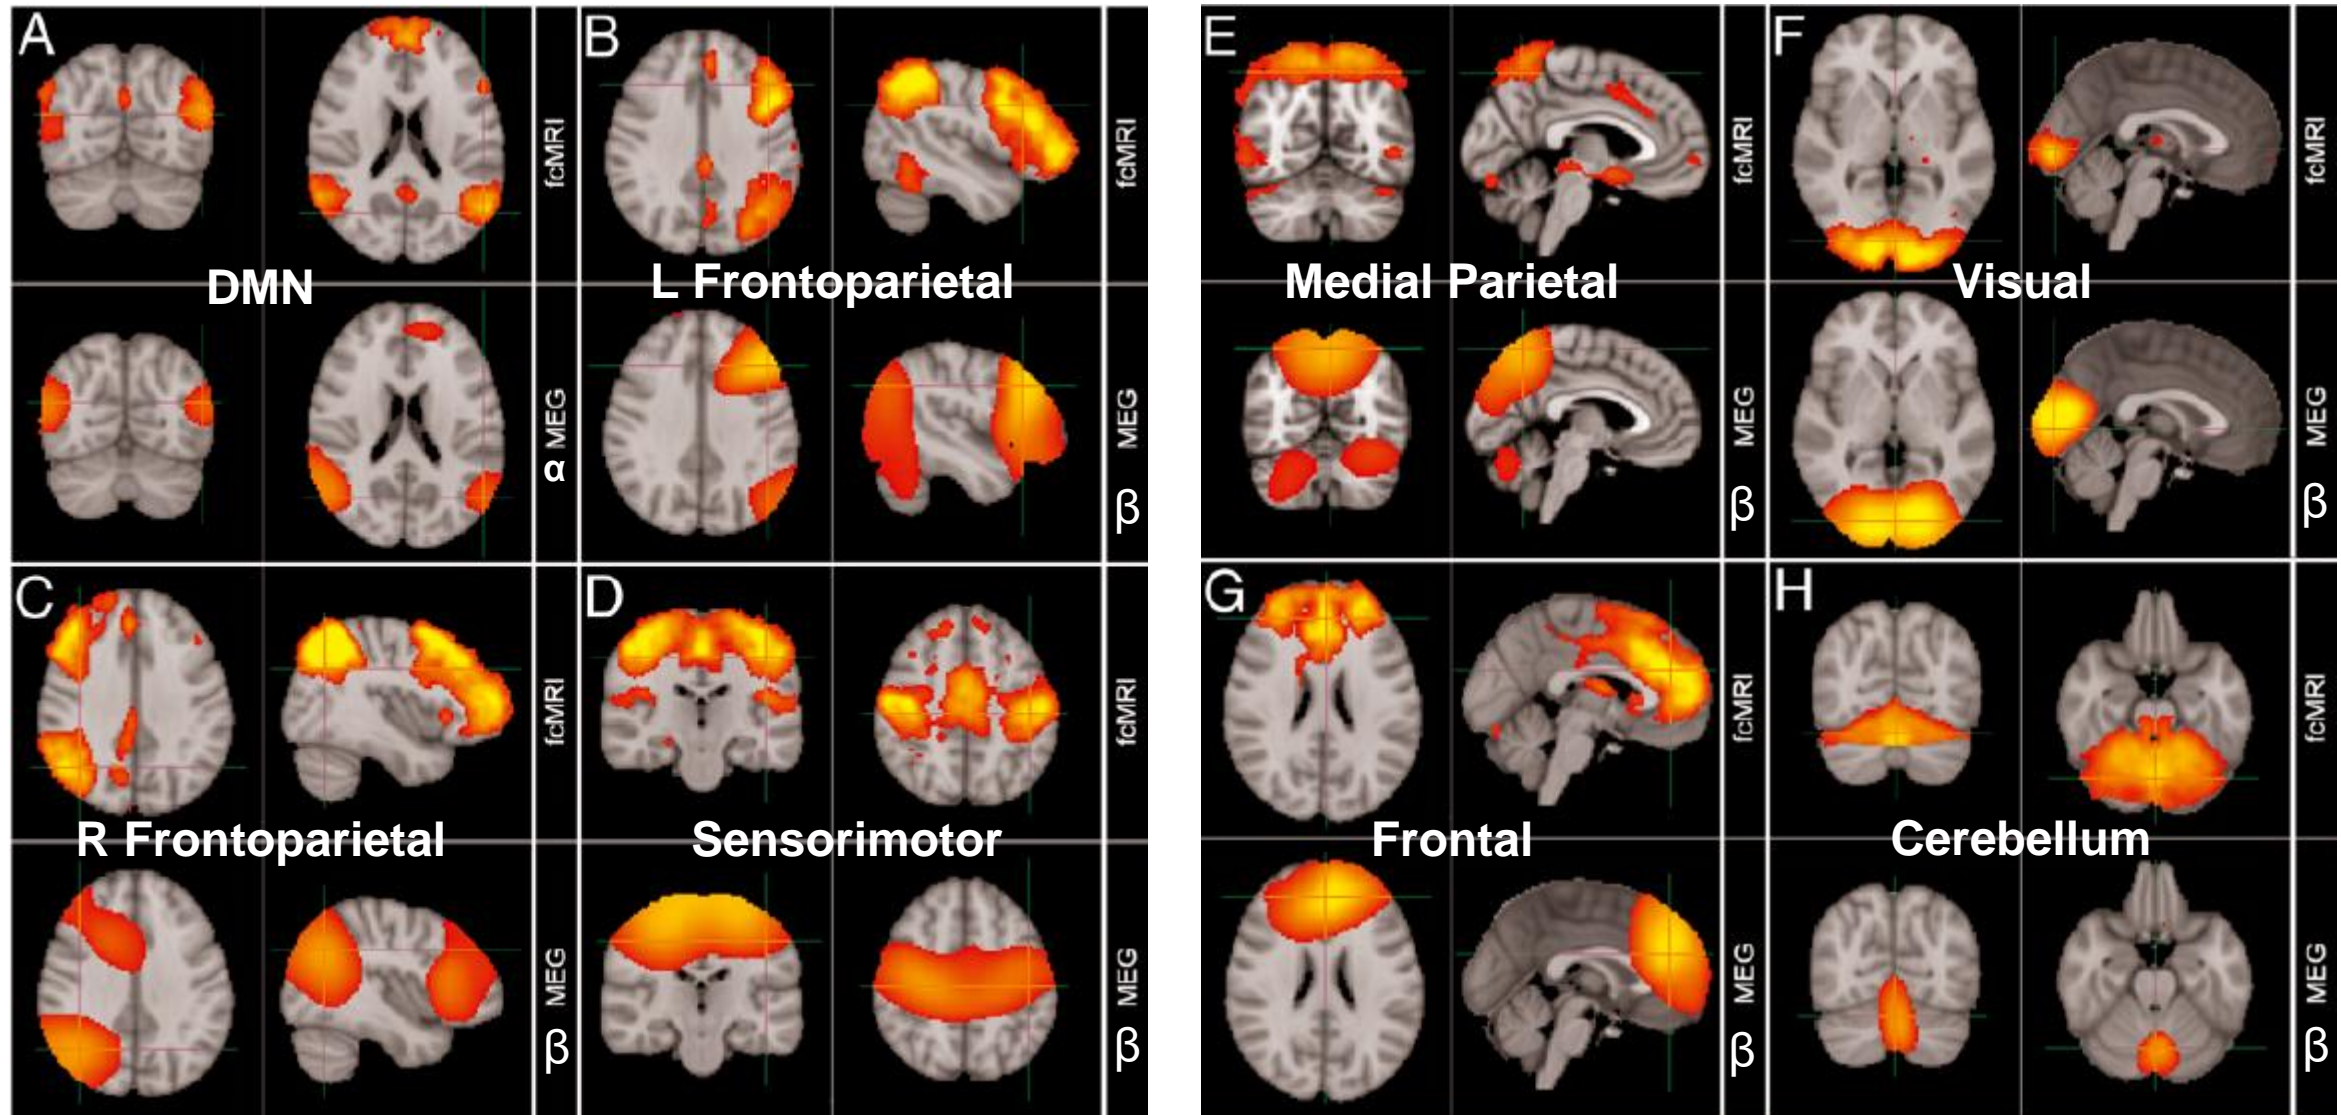 A
fcMRI
DMN
α MEG
B
fcMRI
L Frontoparietal
β MEG
C
fcMRI
R Frontoparietal
β MEG
D
fcMRI
Sensorimotor
β MEG
E
fcMRI
Medial Parietal
β MEG
F
fcMRI
Visual
β MEG
G
fcMRI
Frontal
β MEG
H
fcMRI
Cerebellum
β MEG